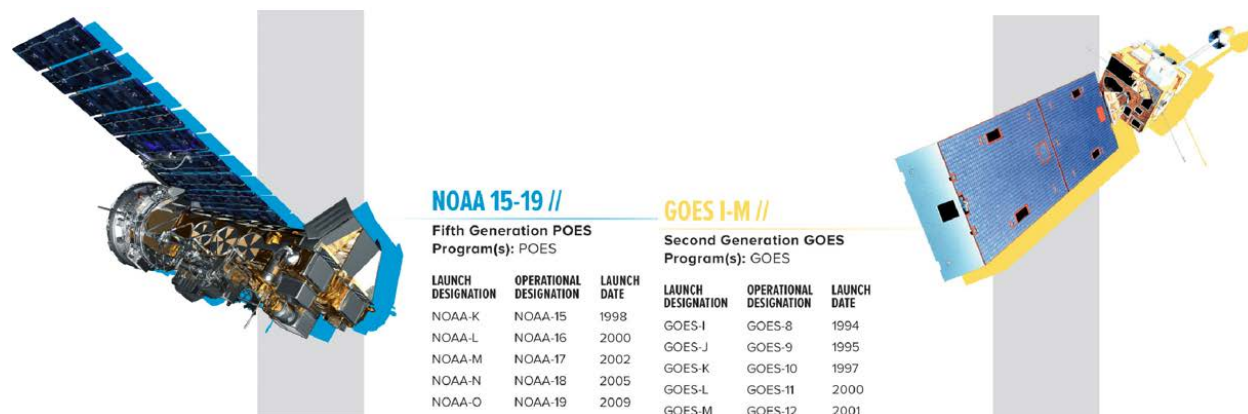 NOAA 15-19 //
Fifth Generation POES
Program(s): POES
LAUNCH DESIGNATION OPERATIONAL DESIGNATION LAUNCH DATE
NOAA-K NOAA-15 1998
NOAA-L NOAA-16 2000
NOAA-M NOAA-17 2002
NOAA-N NOAA-18 2005
NOAA-O NOAA-19 2009
GOES I-M //
Second Generation GOES
Program(s): GOES
LAUNCH DESIGNATION OPERATIONAL DESIGNATION LAUNCH DATE
GOES-I GOES-8 1994
GOES-J GOES-9 1995
GOES-K GOES-10 1997
GOES-L GOES-11 2000
GOES-M GOES-12 2001